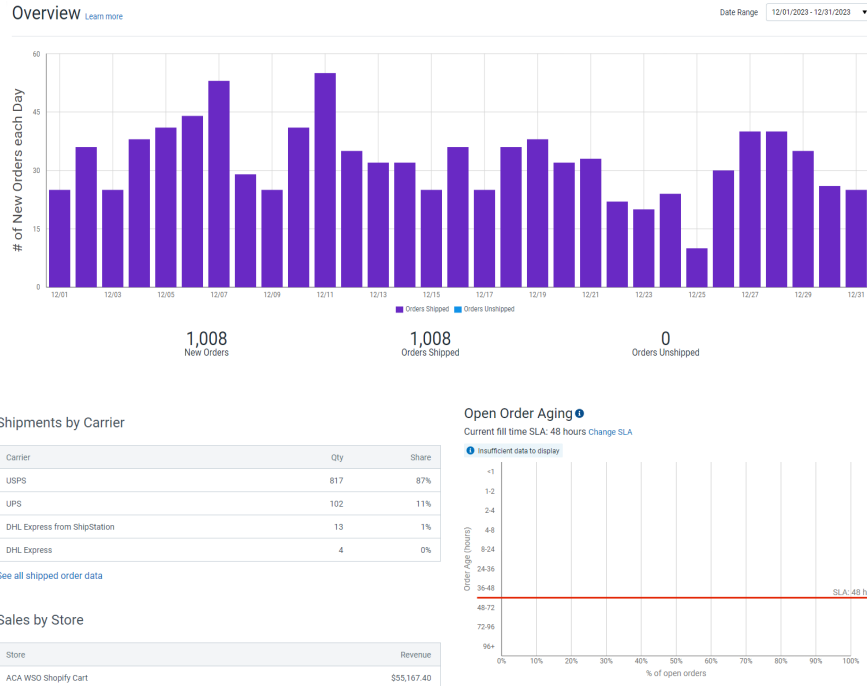 Overview Learn more
Date Range 12/01/2023 - 12/31/2023
# of New Orders each Day
60
45
30
15
0
12/01 12/03 12/05 12/07 12/09 12/11 12/13 12/15 12/17 12/19 12/21 12/23 12/25 12/27 12/29 12/31
Orders Shipped Orders Unshipped
1,008 1,008 0
New Orders Orders Shipped Orders Unshipped
Shipments by Carrier
Carrier Qty Share
USPS 817 87%
UPS 102 11%
DHL Express from ShipStation 13 1%
DHL Express 4 0%
See all shipped order data
Sales by Store
Store Revenue
ACA WSO Shopify Cart $55,167.40
Open Order Aging
Current fill time SLA: 48 hours Change SLA
Insufficient data to display
Order Age (hours)
<1
1-2
2-4
4-8
8-24
24-36
36-48
SLA: 48 h
48-72
72-96
96+
0% 10% 20% 30% 40% 50% 60% 70% 80% 90% 100%
% of open orders